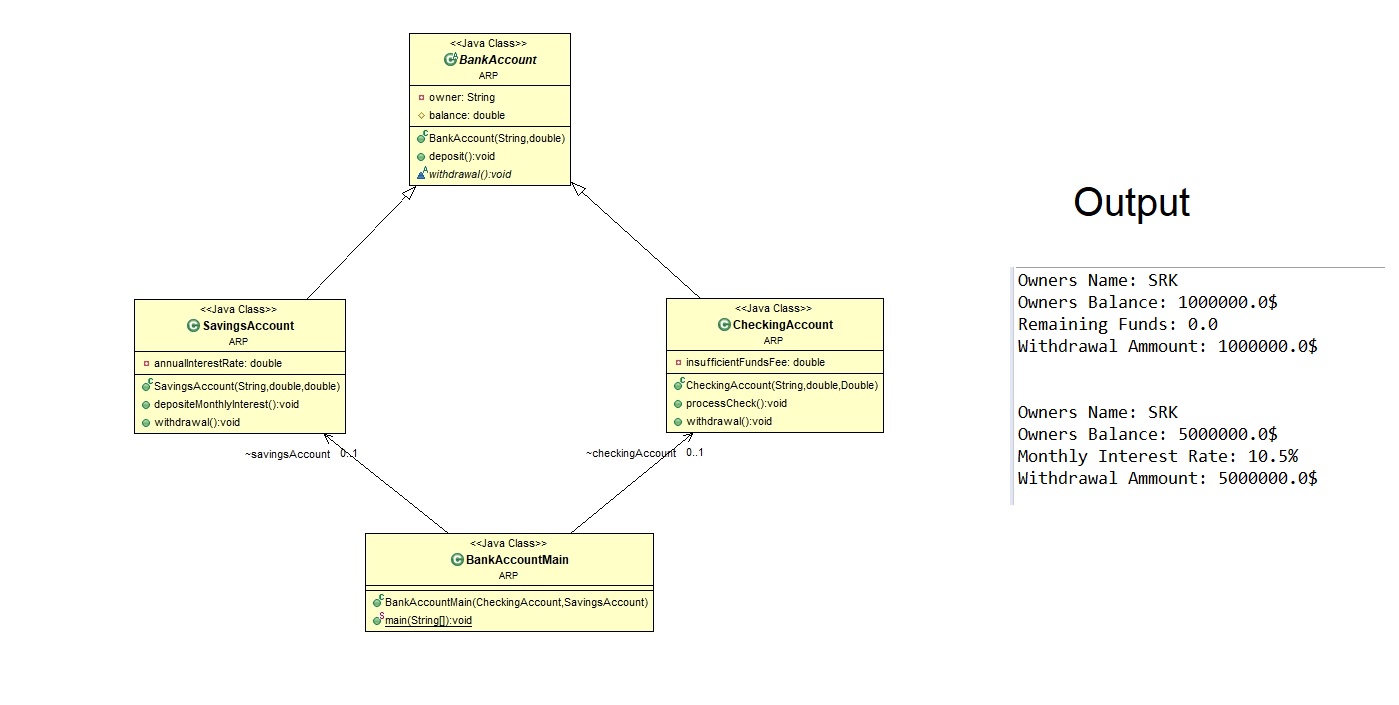 <<Java Class>>
BankAccount
ARP
owner: String
balance: double
BankAccount(String,double)
deposit():void
withdrawal():void
<<Java Class>>
SavingsAccount
ARP
annualInterestRate: double
SavingsAccount(String,double,double)
depositeMonthlyInterest():void
withdrawal():void
<<Java Class>>
CheckingAccount
ARP
insufficientFundsFee: double
CheckingAccount(String,double,Double)
processCheck():void
withdrawal():void
~savingsAccount 0..1
~checkingAccount 0..1
<<Java Class>>
BankAccountMain
ARP
BankAccountMain(CheckingAccount,SavingsAccount)
main(String[]):void
Output
Owners Name: SRK
Owners Balance: 1000000.0$
Remaining Funds: 0.0
Withdrawal Ammount: 1000000.0$
Owners Name: SRK
Owners Balance: 5000000.0$
Monthly Interest Rate: 10.5%
Withdrawal Amount: 5000000.0$